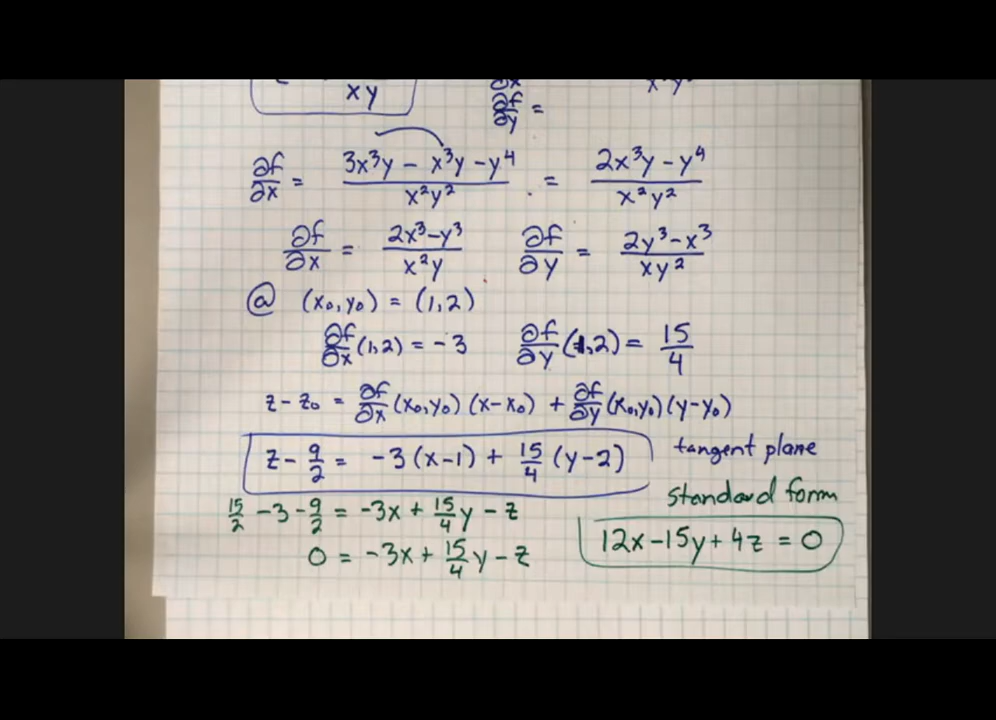 xy
∂x
∂f/∂y =
x²y²
∂f/∂x = (3x³y − x³y − y⁴)/(x²y²) = (2x³y − y⁴)/(x²y²)
∂f/∂x = (2x³−y³)/(x²y) ∂f/∂y = (2y³−x³)/(xy²)
@ (x₀,y₀) = (1,2)
∂f/∂x (1,2) = −3 ∂f/∂y (1,2) = 15/4
z − z₀ = ∂f/∂x (x₀,y₀)(x−x₀) + ∂f/∂y (x₀,y₀)(y−y₀)
z − 9/2 = −3(x−1) + 15/4 (y−2) tangent plane
standard form
15/2 − 3 − 9/2 = −3x + 15/4 y − z
12x−15y+4z = 0
0 = −3x + 15/4 y − z